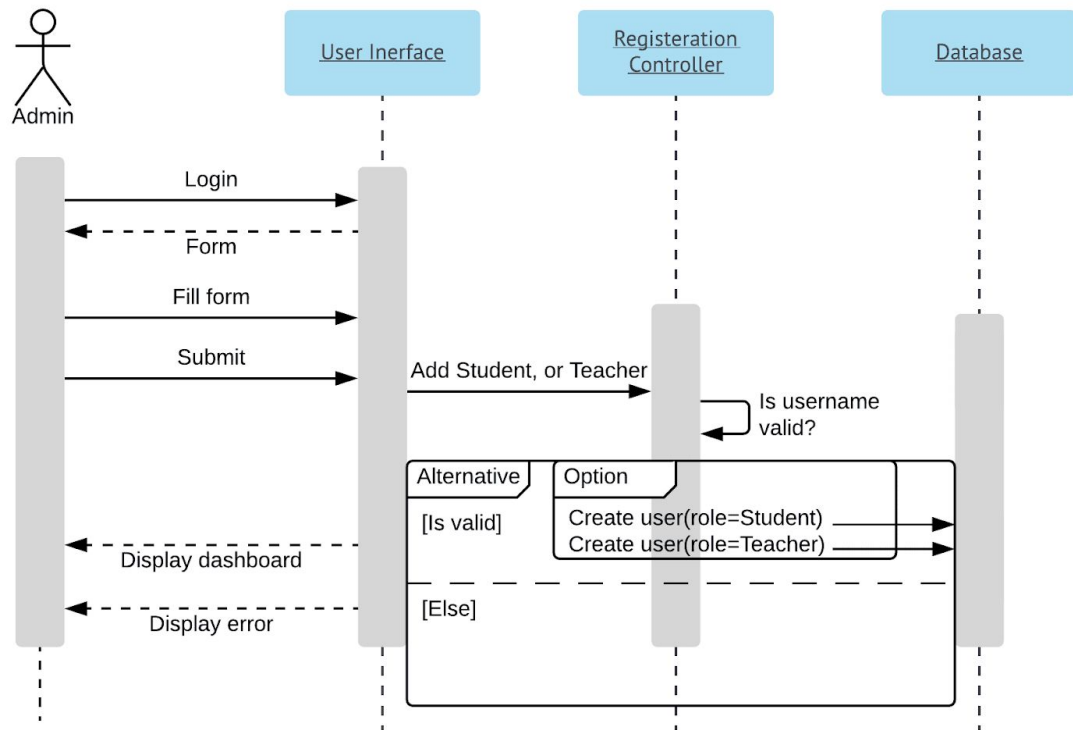 User Inerface
Registeration
Controller
Database
Admin
Login
Form
Fill form
Submit
Add Student, or Teacher
Is username
valid?
Alternative
Option
[Is valid]
Create user(role=Student)
Create user(role=Teacher)
Display dashboard
[Else]
Display error